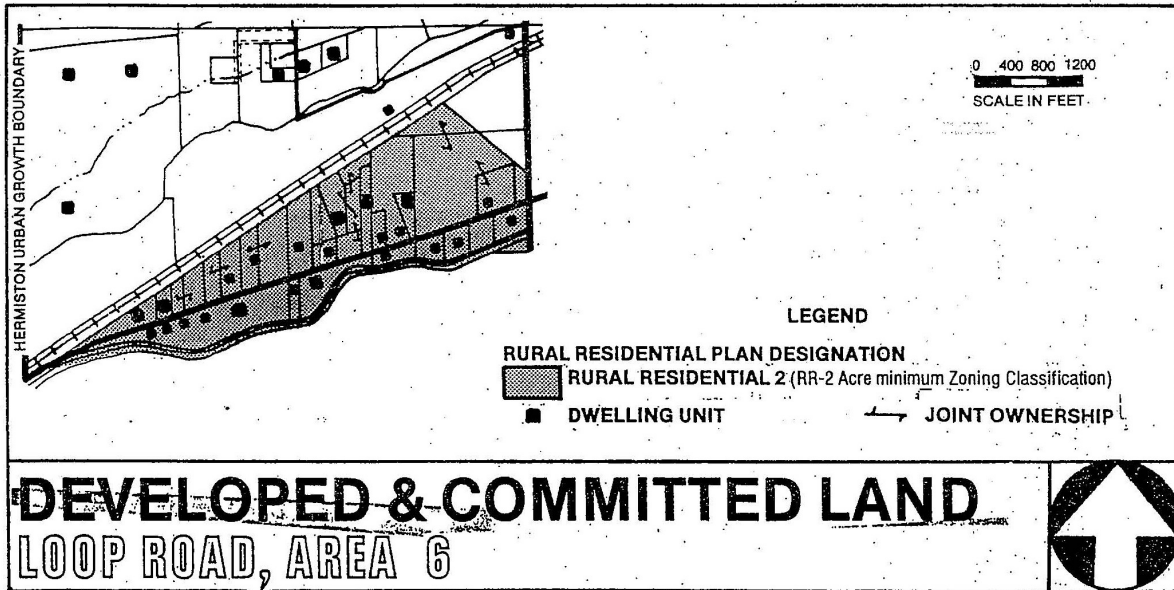 HERMISTON URBAN GROWTH BOUNDARY
0 400 800 1200
SCALE IN FEET
LEGEND
RURAL RESIDENTIAL PLAN DESIGNATION
RURAL RESIDENTIAL 2 (RR-2 Acre minimum Zoning Classification)
DWELLING UNIT
JOINT OWNERSHIP
DEVELOPED & COMMITTED LAND
LOOP ROAD, AREA 6